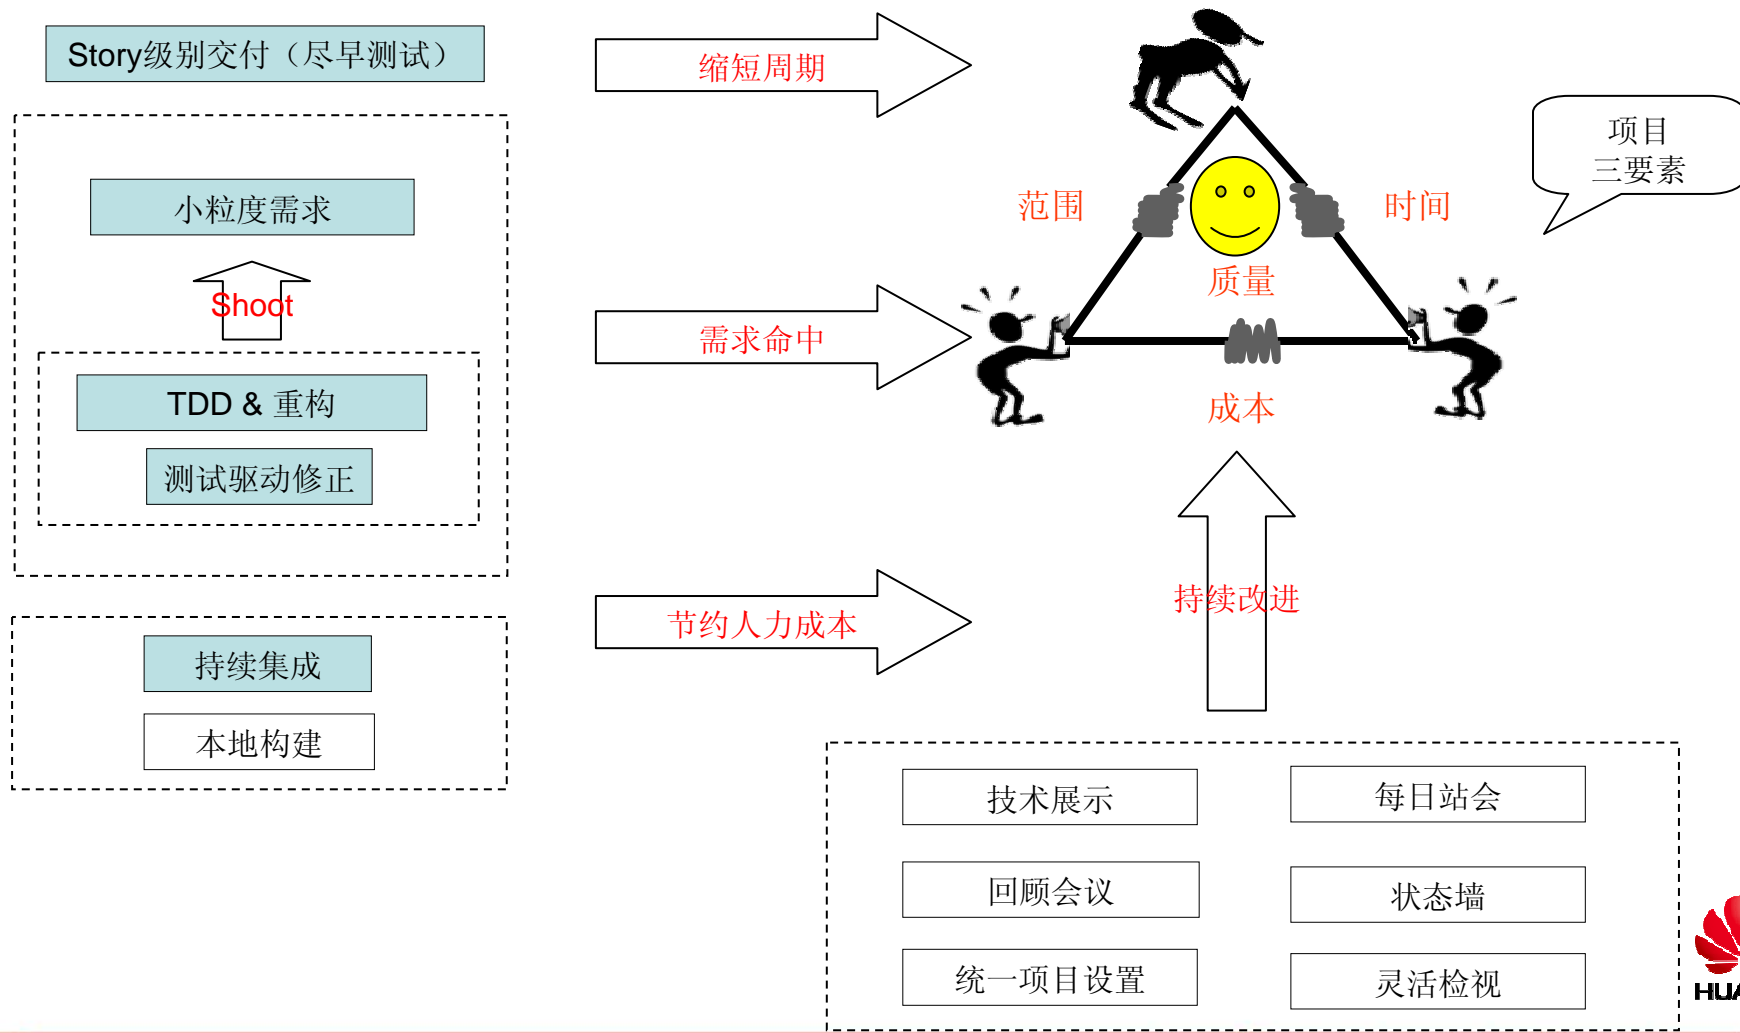 Story级别交付（尽早测试）
缩短周期
项目
三要素
小粒度需求
范围
时间
质量
Shoot
需求命中
TDD & 重构
成本
测试驱动修正
持续改进
节约人力成本
持续集成
本地构建
技术展示
每日站会
回顾会议
状态墙
统一项目设置
灵活检视